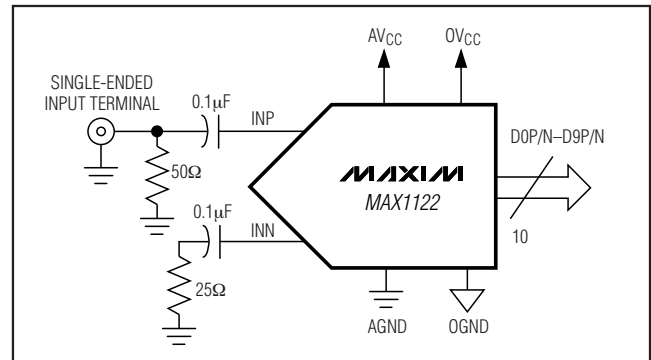 AVCC
OVCC
SINGLE-ENDED
INPUT TERMINAL
0.1µF
INP
D0P/N–D9P/N
50Ω
MAXIM
MAX1122
0.1µF
INN
10
25Ω
AGND
OGND